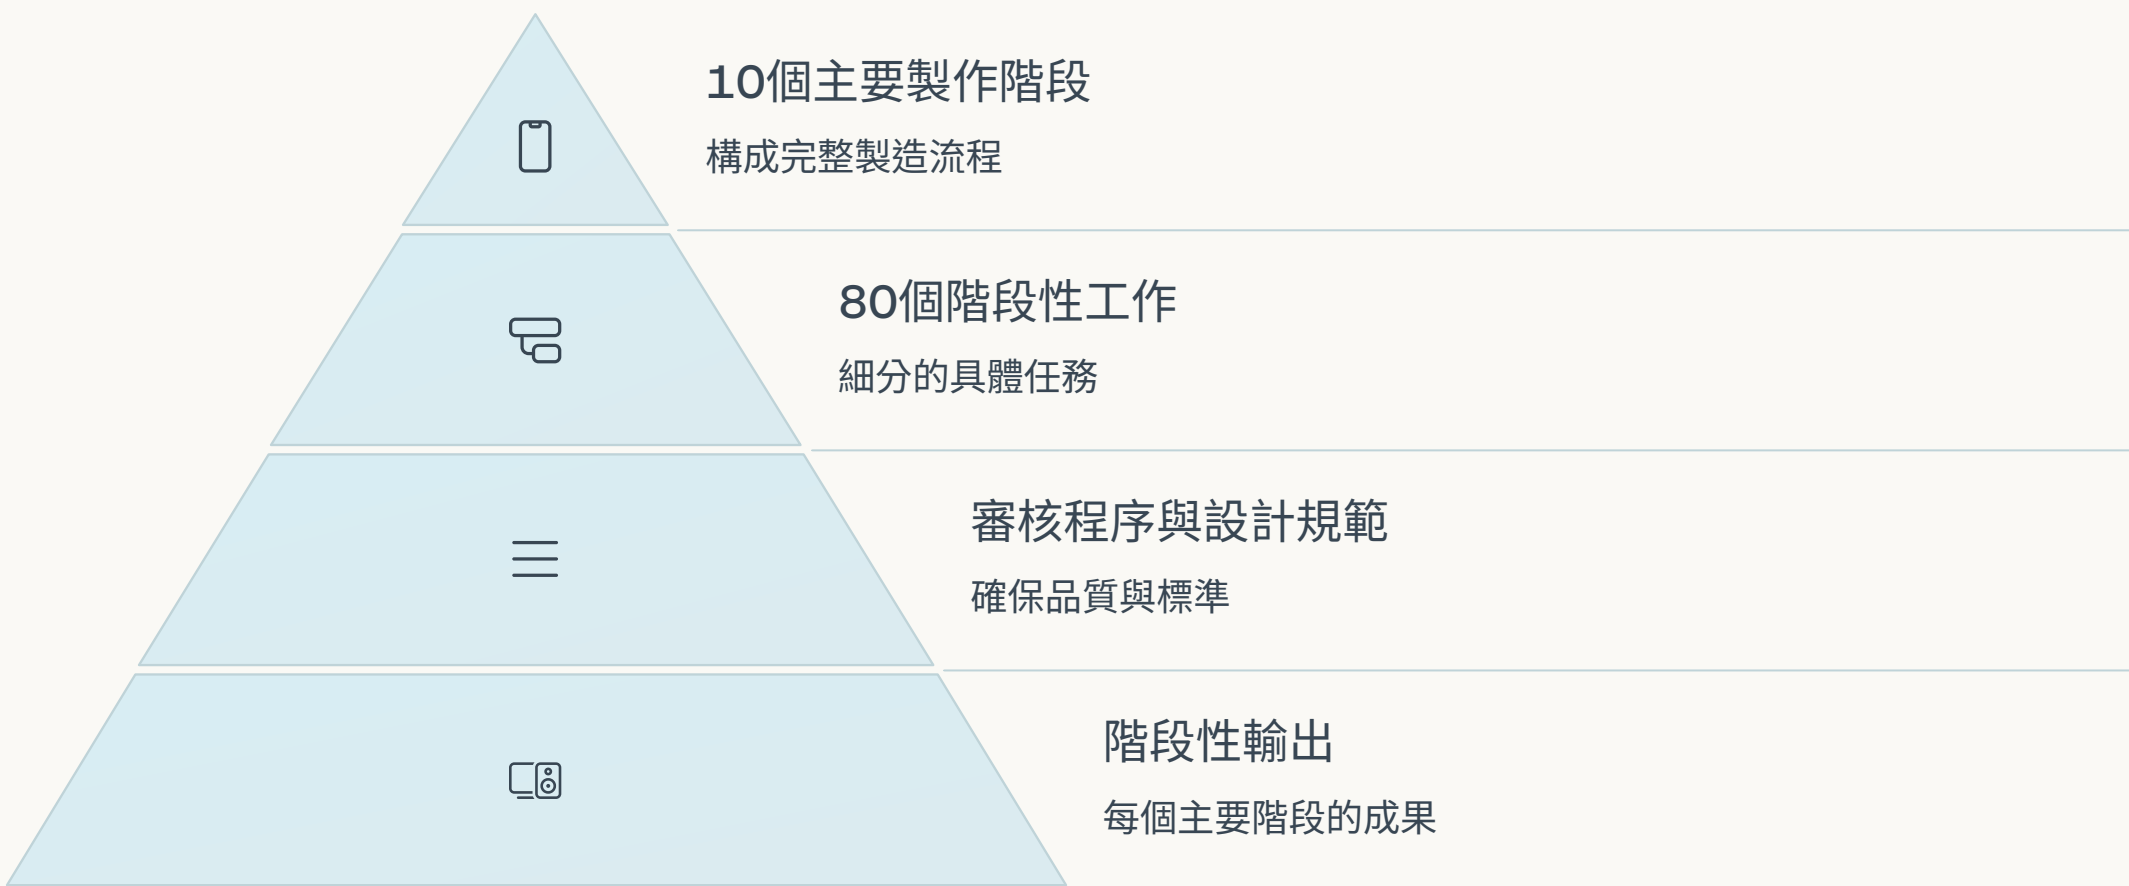 10個主要製作階段
構成完整製造流程
80個階段性工作
細分的具體任務
審核程序與設計規範
確保品質與標準
階段性輸出
每個主要階段的成果